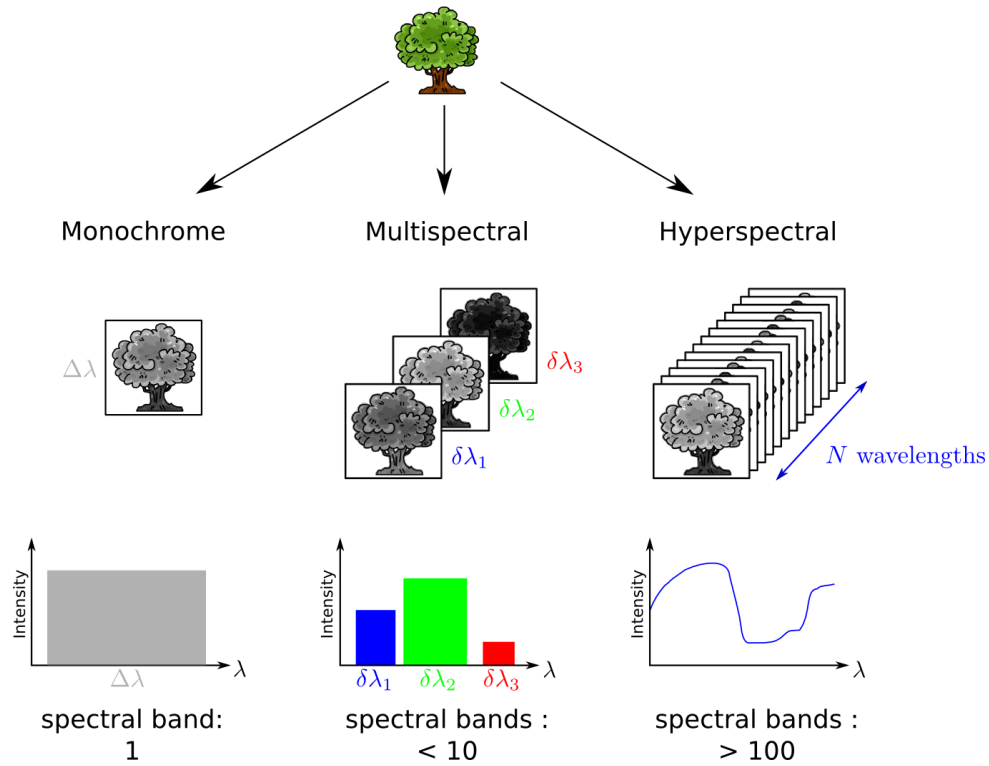 Monochrome
Multispectral
Hyperspectral
Δλ
δλ₃
δλ₂
δλ₁
N wavelengths
Intensity
λ
Δλ
Intensity
λ
δλ₁
δλ₂
δλ₃
Intensity
λ
spectral band:
1
spectral bands :
< 10
spectral bands :
> 100